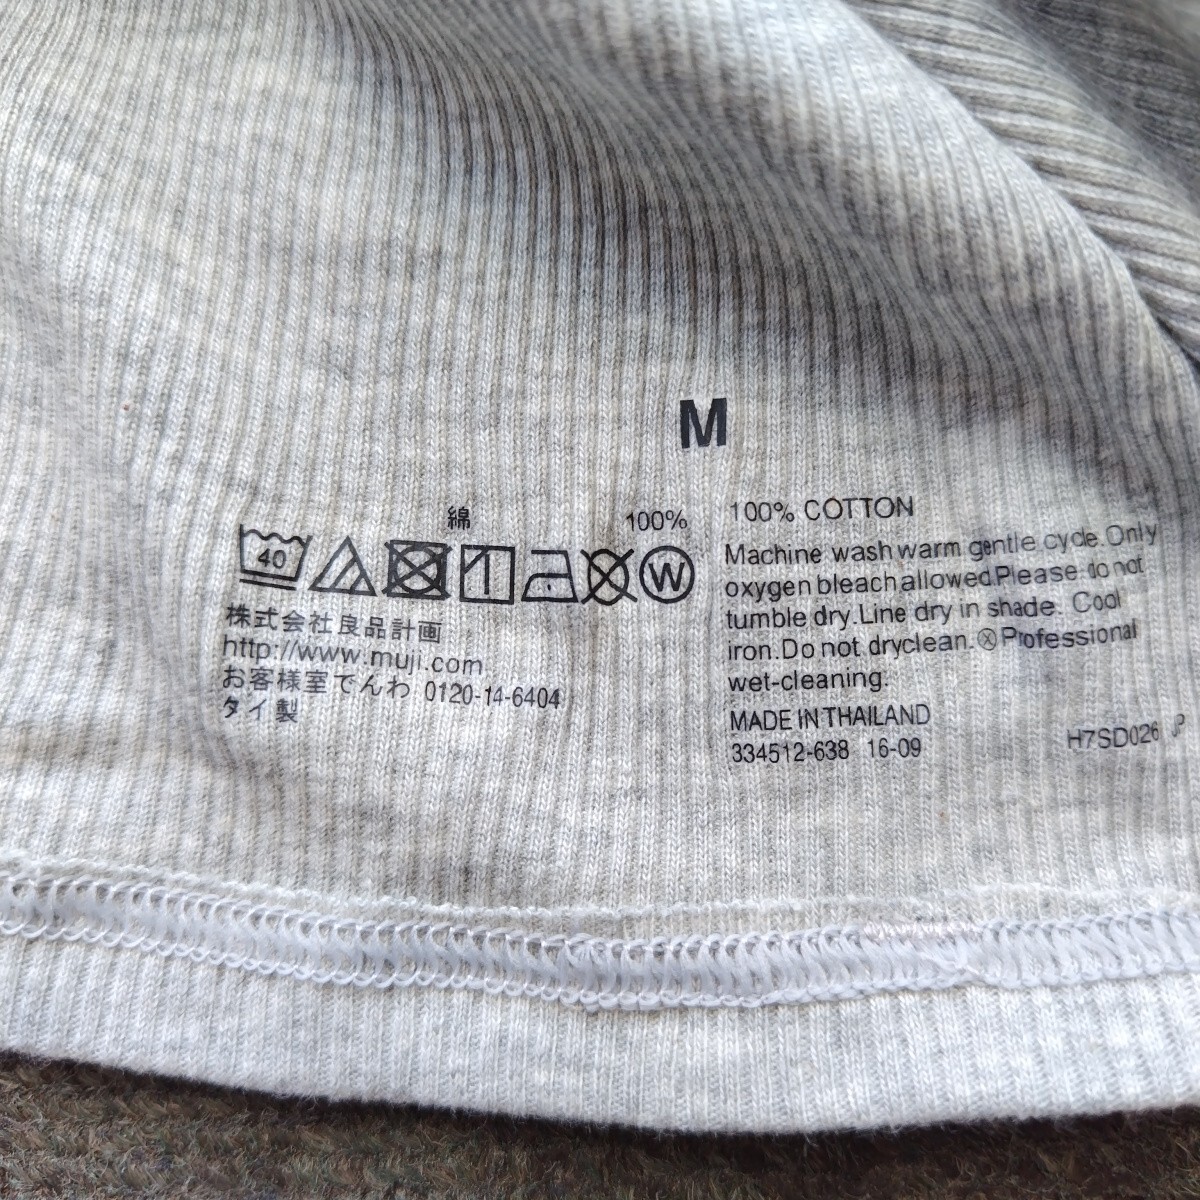 M
綿 100%
40
W
株式会社良品計画
http://www.muji.com
お客様室でんわ 0120-14-6404
タイ製
100% COTTON
Machine wash warm gentle cycle.Only
oxygen bleach allowed.Please do not
tumble dry.Line dry in shade. Cool
iron.Do not dryclean.ⓧProfessional
wet-cleaning.
MADE IN THAILAND
334512-638 16-09
H7SD026 JP